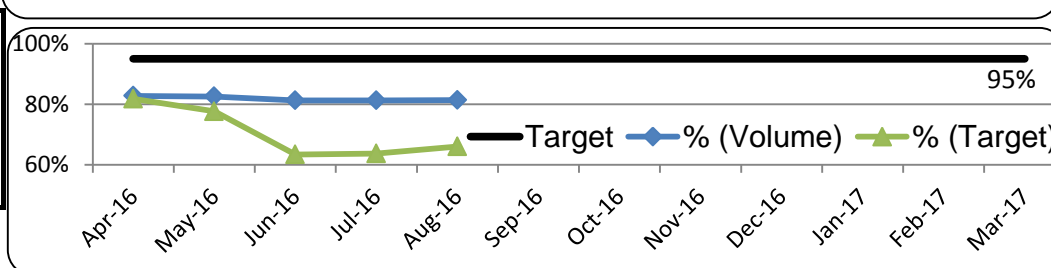 100%
95%
80%
Target % (Volume) % (Target)
60%
Apr-16 May-16 Jun-16 Jul-16 Aug-16 Sep-16 Oct-16 Nov-16 Dec-16 Jan-17 Feb-17 Mar-17